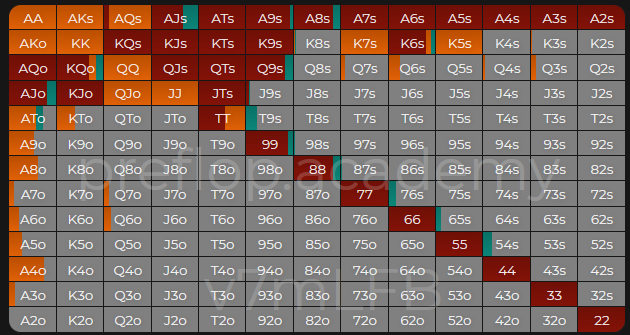 AA AKs AQs AJs ATs A9s A8s A7s A6s A5s A4s A3s A2s
AKo KK KQs KJs KTs K9s K8s K7s K6s K5s K4s K3s K2s
AQo KQo QQ QJs QTs Q9s Q8s Q7s Q6s Q5s Q4s Q3s Q2s
AJo KJo QJo JJ JTs J9s J8s J7s J6s J5s J4s J3s J2s
ATo KTo QTo JTo TT T9s T8s T7s T6s T5s T4s T3s T2s
A9o K9o Q9o J9o T9o 99 98s 97s 96s 95s 94s 93s 92s
A8o K8o Q8o J8o T8o 98o 88 87s 86s 85s 84s 83s 82s
preflop.academy
A7o K7o Q7o J7o T7o 97o 87o 77 76s 75s 74s 73s 72s
A6o K6o Q6o J6o T6o 96o 86o 76o 66 65s 64s 63s 62s
A5o K5o Q5o J5o T5o 95o 85o 75o 65o 55 54s 53s 52s
A4o K4o Q4o J4o T4o 94o 84o 74o 64o 54o 44 43s 42s
v7mLFB
A3o K3o Q3o J3o T3o 93o 83o 73o 63o 53o 43o 33 32s
A2o K2o Q2o J2o T2o 92o 82o 72o 62o 52o 42o 32o 22